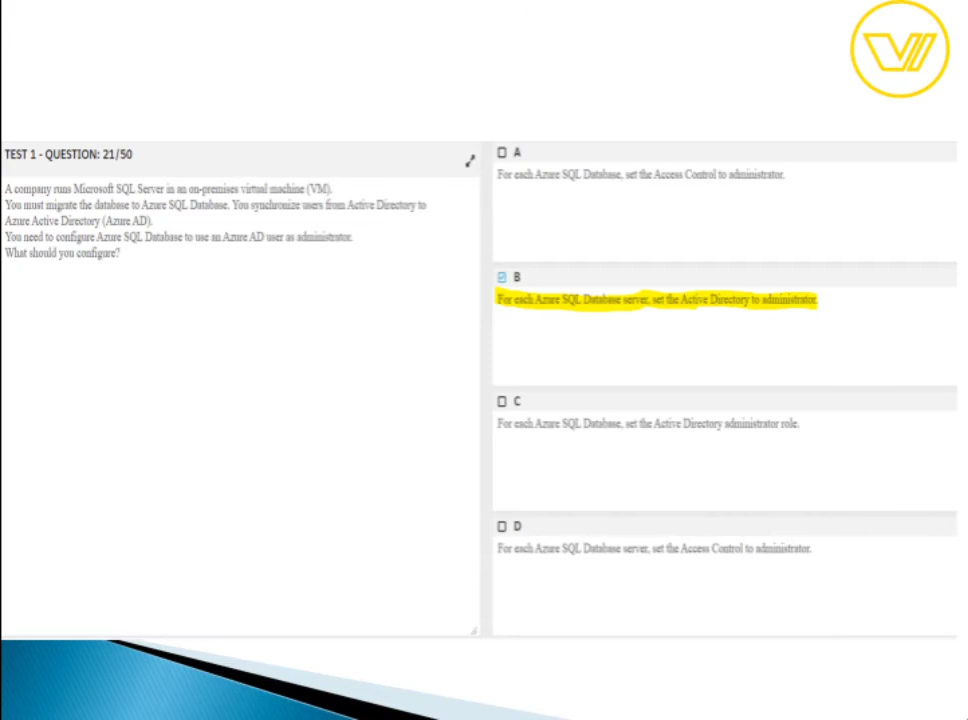 TEST 1 - QUESTION: 21/50
A company runs Microsoft SQL Server in an on-premises virtual machine (VM).
You must migrate the database to Azure SQL Database. You synchronize users from Active Directory to
Azure Active Directory (Azure AD).
You need to configure Azure SQL Database to use an Azure AD user as administrator.
What should you configure?
A
For each Azure SQL Database, set the Access Control to administrator.
B
For each Azure SQL Database server, set the Active Directory to administrator.
C
For each Azure SQL Database, set the Active Directory administrator role.
D
For each Azure SQL Database server, set the Access Control to administrator.